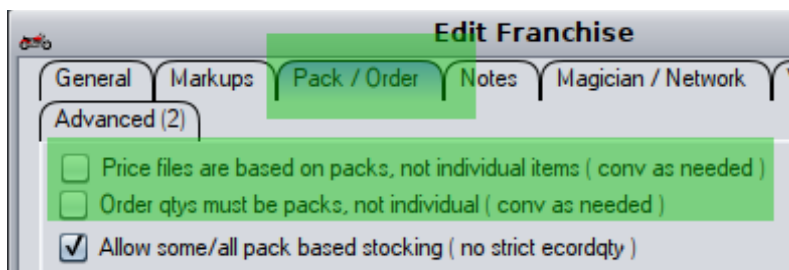 Edit Franchise
General Markups Pack / Order Notes Magician / Network
Advanced (2)
Price files are based on packs, not individual items ( conv as needed )
Order qtys must be packs, not individual ( conv as needed )
Allow some/all pack based stocking ( no strict ecordqty )